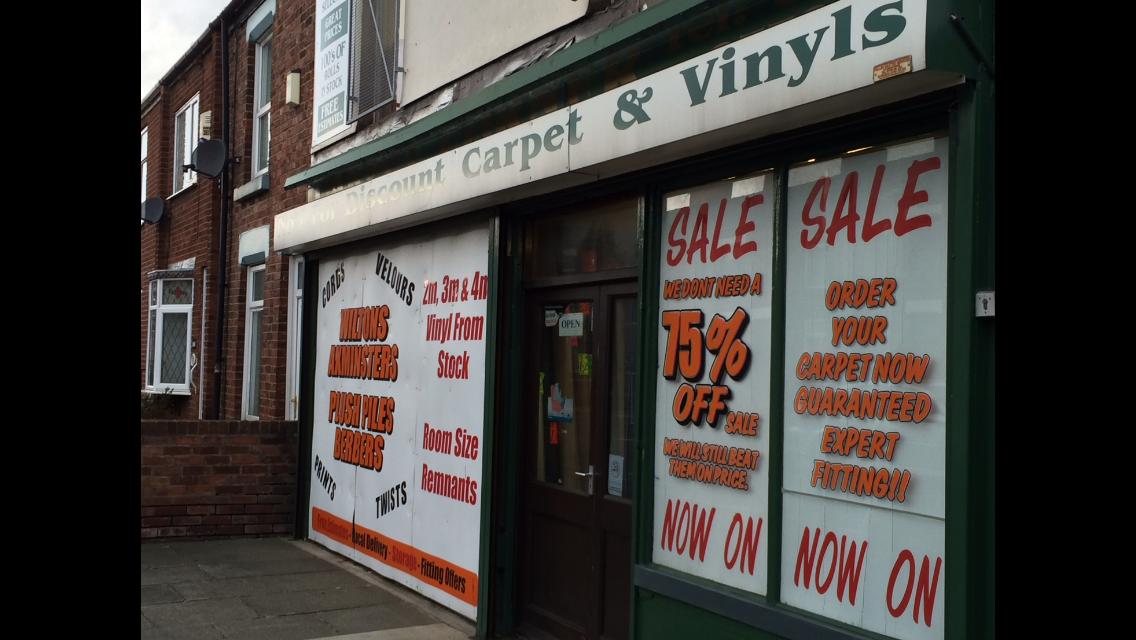 GREAT
PRICES
100'S OF
ROLLS
IN STOCK
FREE
Discount Carpet & Vinyls
CORDS
VELOURS
WILTONS
AXMINSTERS
PLUSH PILES
BERBERS
PRINTS
TWISTS
2m, 3m & 4m
Vinyl From
Stock
Room Size
Remnants
Free Estimates - Local Delivery - Storage - Fitting Offers
OPEN
SALE
WE DONT NEED A
75%
OFF SALE
WE WILL STILL BEAT
THEM ON PRICE.
NOW ON
SALE
ORDER
YOUR
CARPET NOW
GUARANTEED
EXPERT
FITTING!!
NOW ON